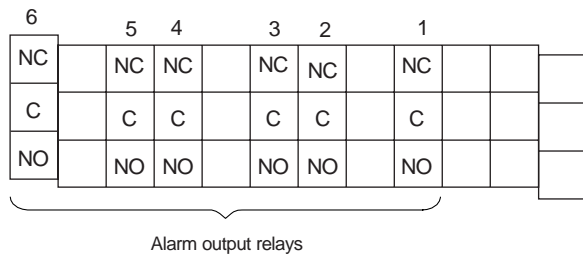 6 5 4 3 2 1
NC NC NC NC NC NC
C C C C C C
NO NO NO NO NO NO
Alarm output relays